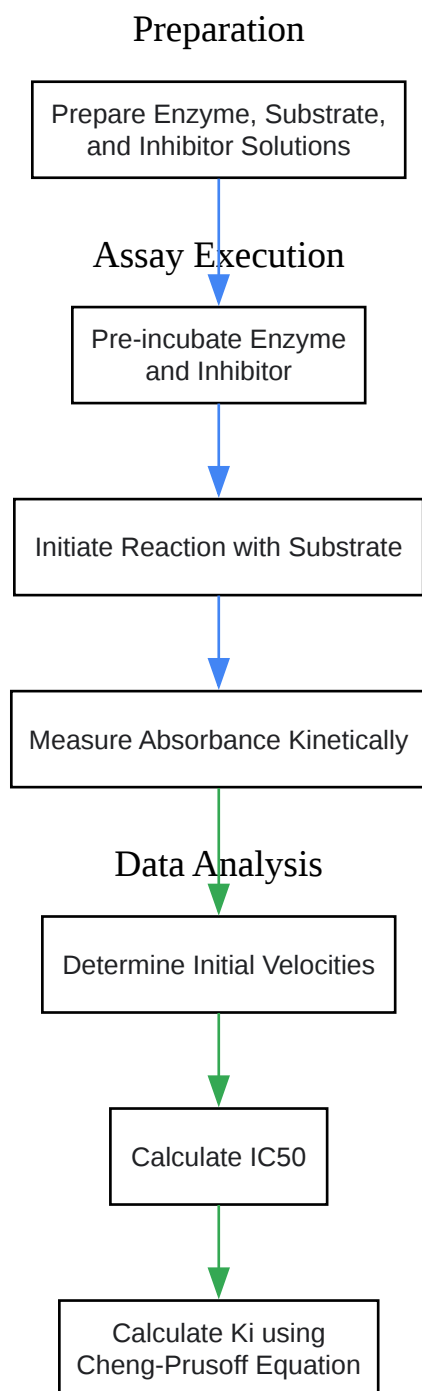 Preparation
Prepare Enzyme, Substrate,
and Inhibitor Solutions
Assay Execution
Pre-incubate Enzyme
and Inhibitor
Initiate Reaction with Substrate
Measure Absorbance Kinetically
Data Analysis
Determine Initial Velocities
Calculate IC50
Calculate Ki using
Cheng-Prusoff Equation